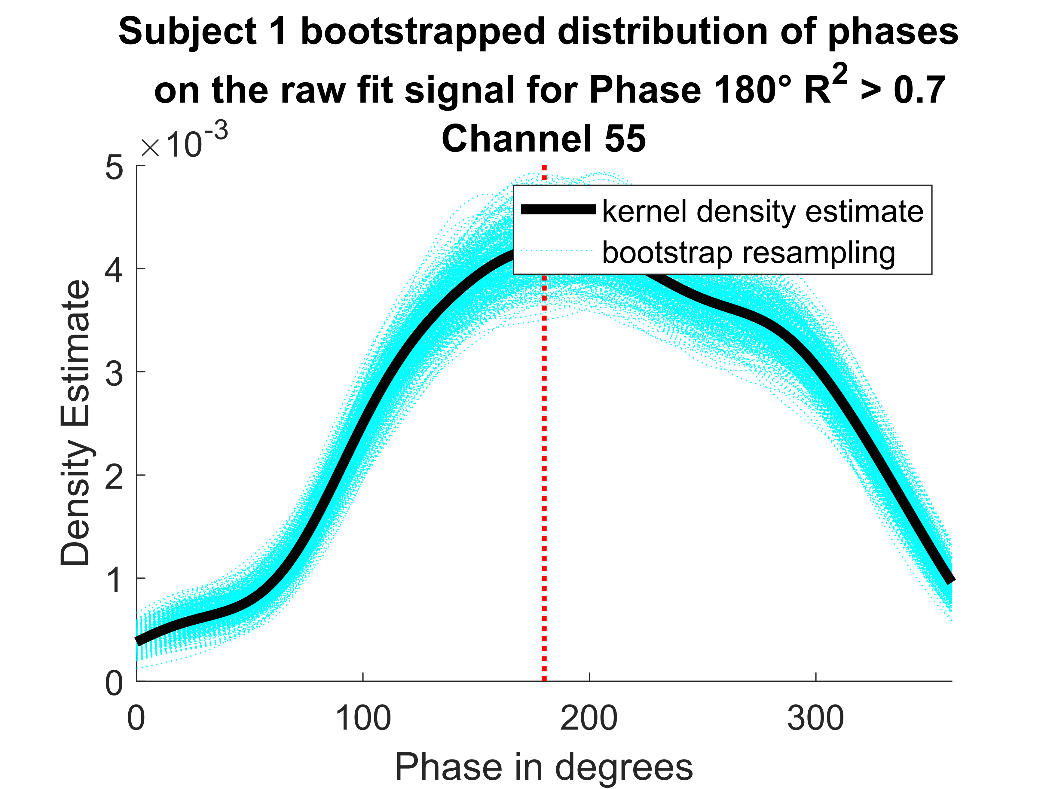 Subject 1 bootstrapped distribution of phases
on the raw fit signal for Phase 180° R² > 0.7
Channel 55
×10⁻³
kernel density estimate
bootstrap resampling
5
4
3
2
1
0
Density Estimate
0 100 200 300
Phase in degrees